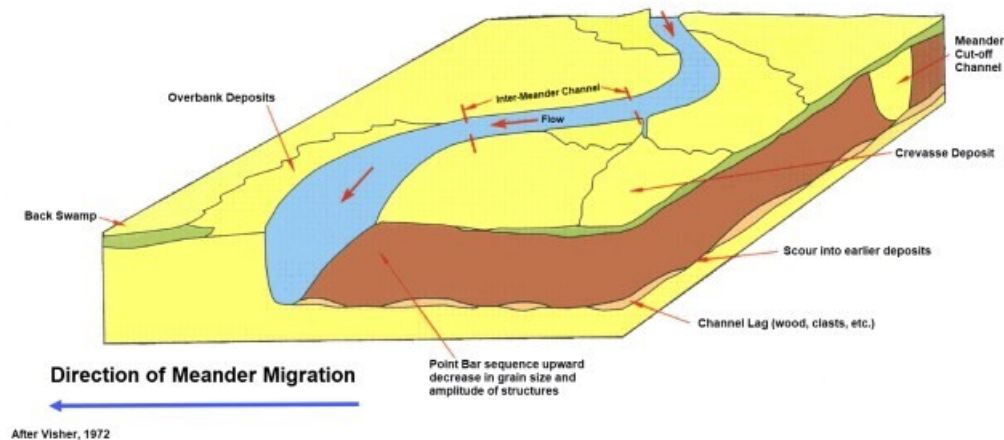 Meander
Cut-off
Channel
Overbank Deposits
Inter-Meander Channel
Flow
Crevasse Deposit
Back Swamp
Scour into earlier deposits
Channel Lag (wood, clasts, etc.)
Point Bar sequence upward
decrease in grain size and
amplitude of structures
Direction of Meander Migration
After Visher, 1972